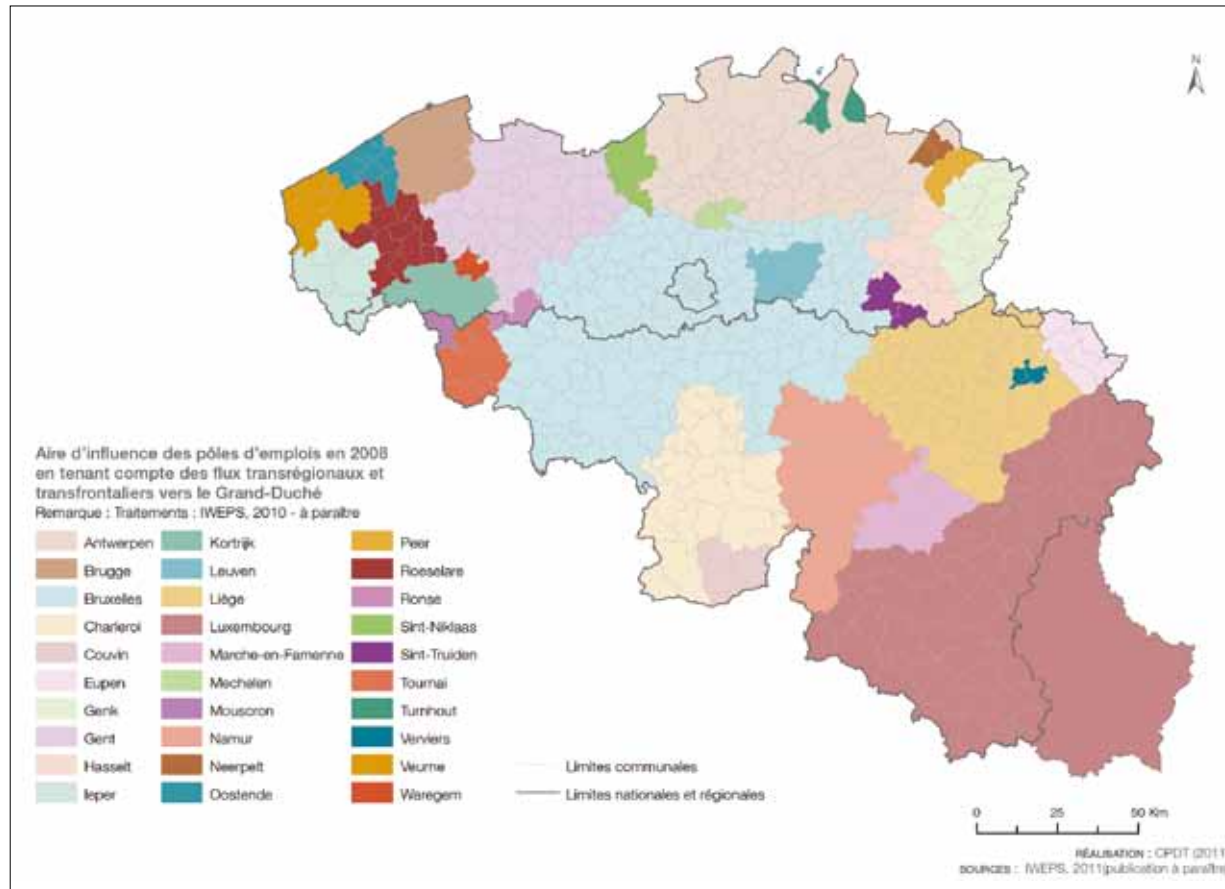 N
Aire d'influence des pôles d'emplois en 2008
en tenant compte des flux transrégionaux et
transfrontaliers vers le Grand-Duché
Remarque : Traitements : IWEPS, 2010 - à paraître
Antwerpen
Brugge
Bruxelles
Charleroi
Couvin
Eupen
Genk
Gent
Hasselt
Ieper
Kortrijk
Leuven
Liège
Luxembourg
Marche-en-Famenne
Mechelen
Mouscron
Namur
Neerpelt
Oostende
Peer
Roeselare
Ronse
Sint-Niklaas
Sint-Truiden
Tournai
Turnhout
Verviers
Veurne
Waregem
Limites communales
Limites nationales et régionales
0 25 50 Km
RÉALISATION : CPDT (2011
SOURCES : IWEPS, 2011(publication à paraître